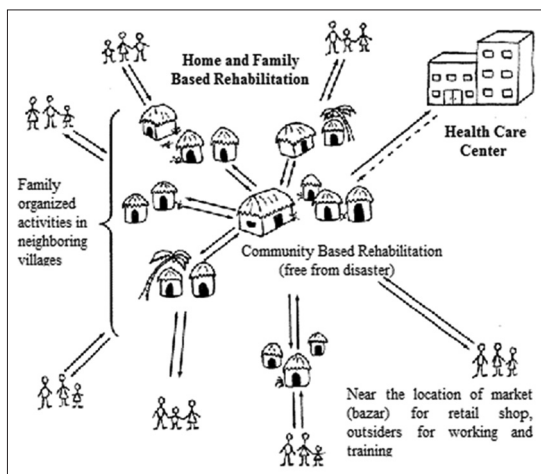 Home and Family
Based Rehabilitation
Health Care
Center
Family
organized
activities in
neighboring
villages
Community Based Rehabilitation
(free from disaster)
Near the location of market
(bazar) for retail shop,
outsiders for working and
training